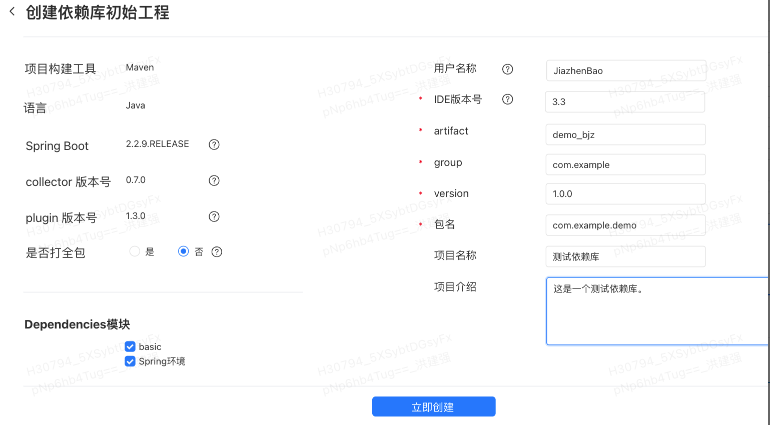 创建依赖库初始工程
项目构建工具 Maven
语言 Java
Spring Boot 2.2.9.RELEASE
collector 版本号 0.7.0
plugin 版本号 1.3.0
是否打全包 是 否
Dependencies模块
basic
Spring环境
用户名称 JiazhenBao
* IDE版本号 3.3
* artifact demo_bjz
* group com.example
* version 1.0.0
* 包名 com.example.demo
项目名称 测试依赖库
项目介绍 这是一个测试依赖库。
立即创建